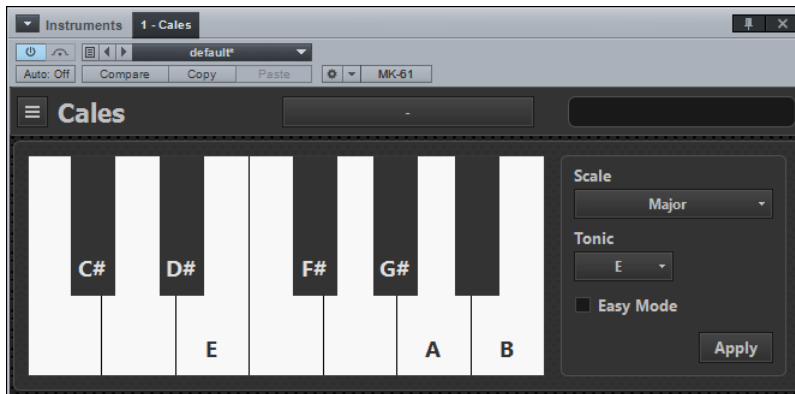 Instruments 1 - Cales
default*
Auto: Off Compare Copy Paste MK-61
Cales -
Scale
Major
Tonic
C# D# F# G# E
Easy Mode
E A B Apply